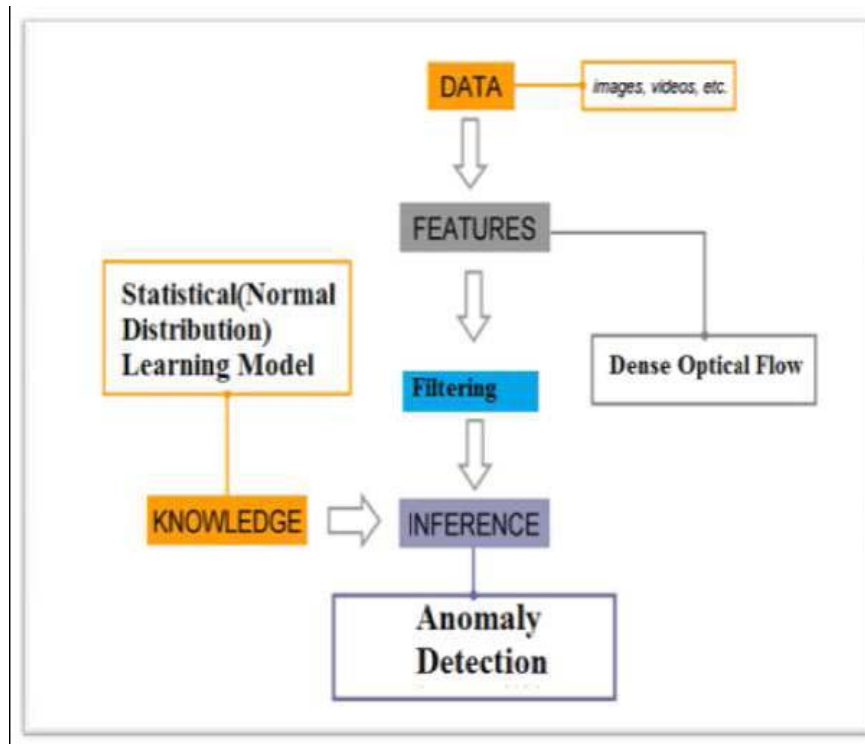 DATA
images, videos, etc.
FEATURES
Statistical(Normal
Distribution)
Learning Model
Dense Optical Flow
Filtering
KNOWLEDGE
INFERENCE
Anomaly
Detection